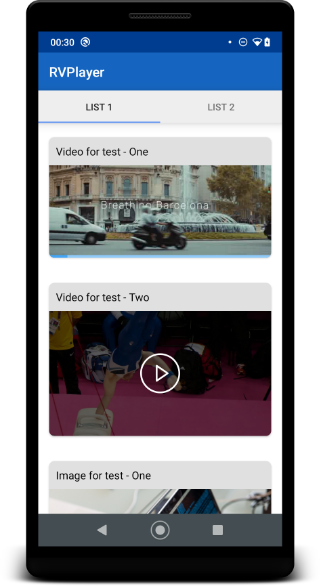 00:30
RVPlayer
LIST 1
LIST 2
Video for test - One
Breathing Barcelona
Video for test - Two
Image for test - One